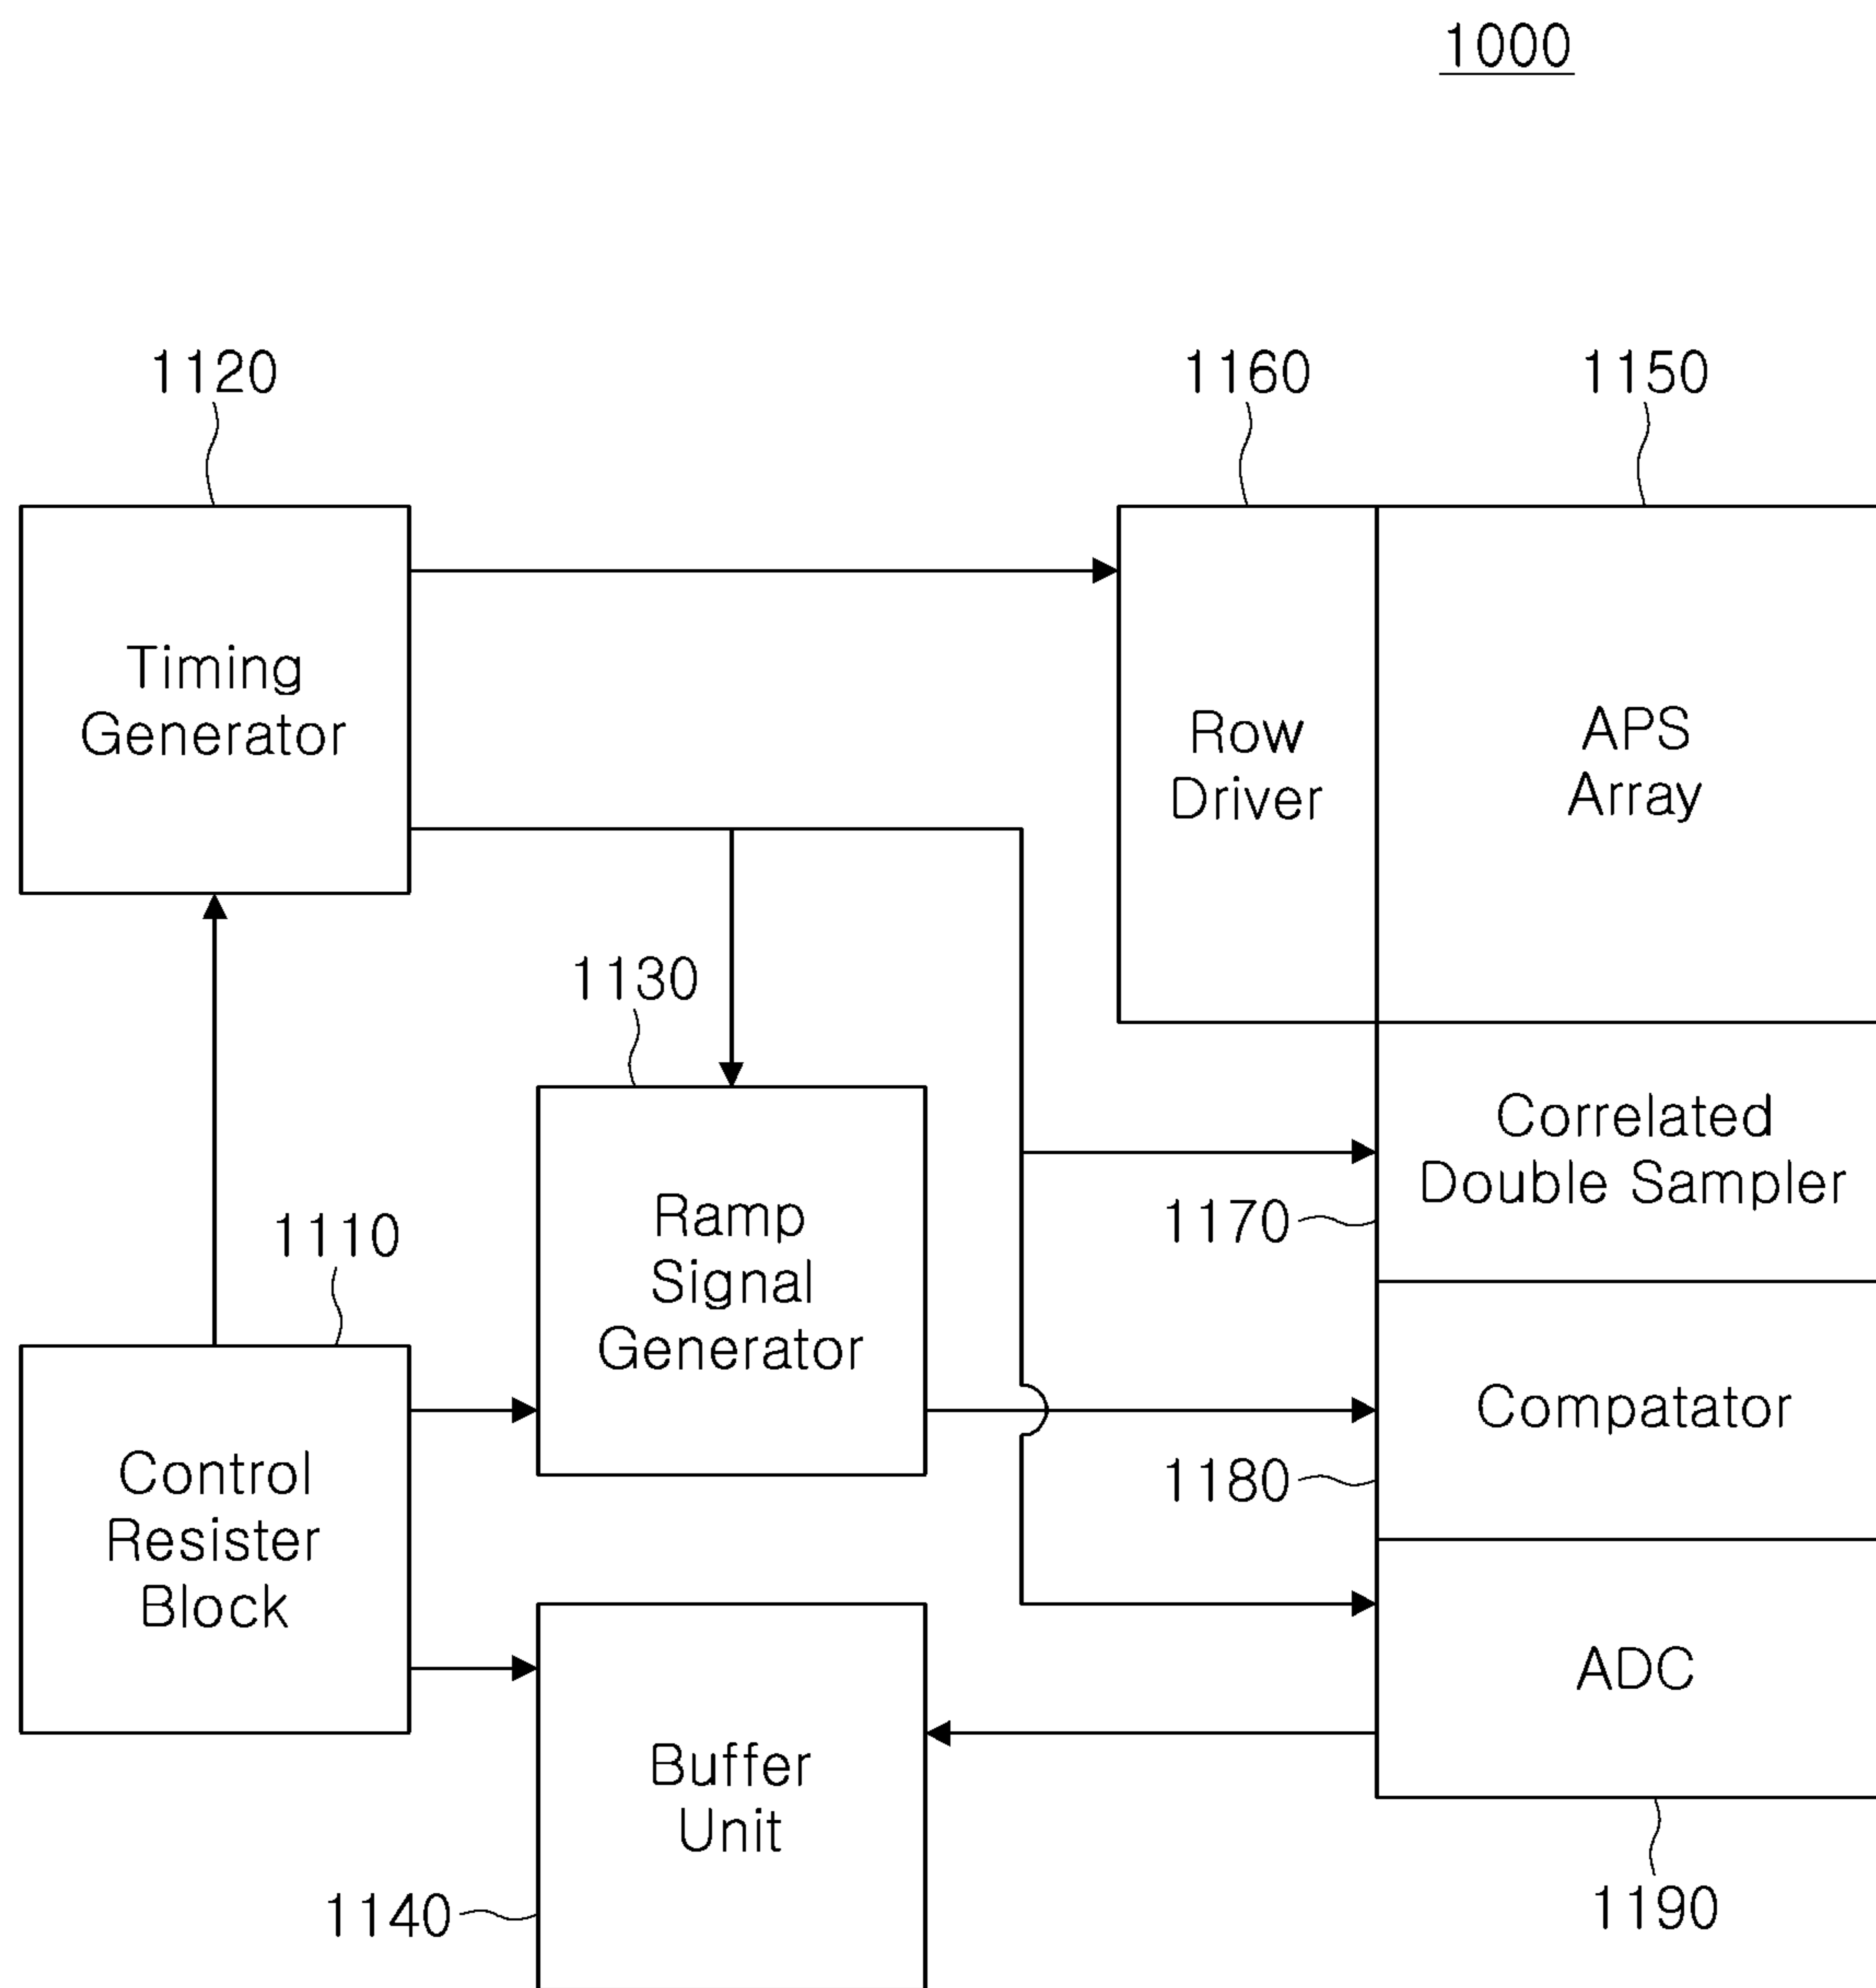 1000
1120
1160
1150
Timing
Generator
Row
Driver
APS
Array
1130
Correlated
Double Sampler
1170
1110
Ramp
Signal
Generator
Compatator
1180
Control
Resister
Block
ADC
Buffer
Unit
1140
1190